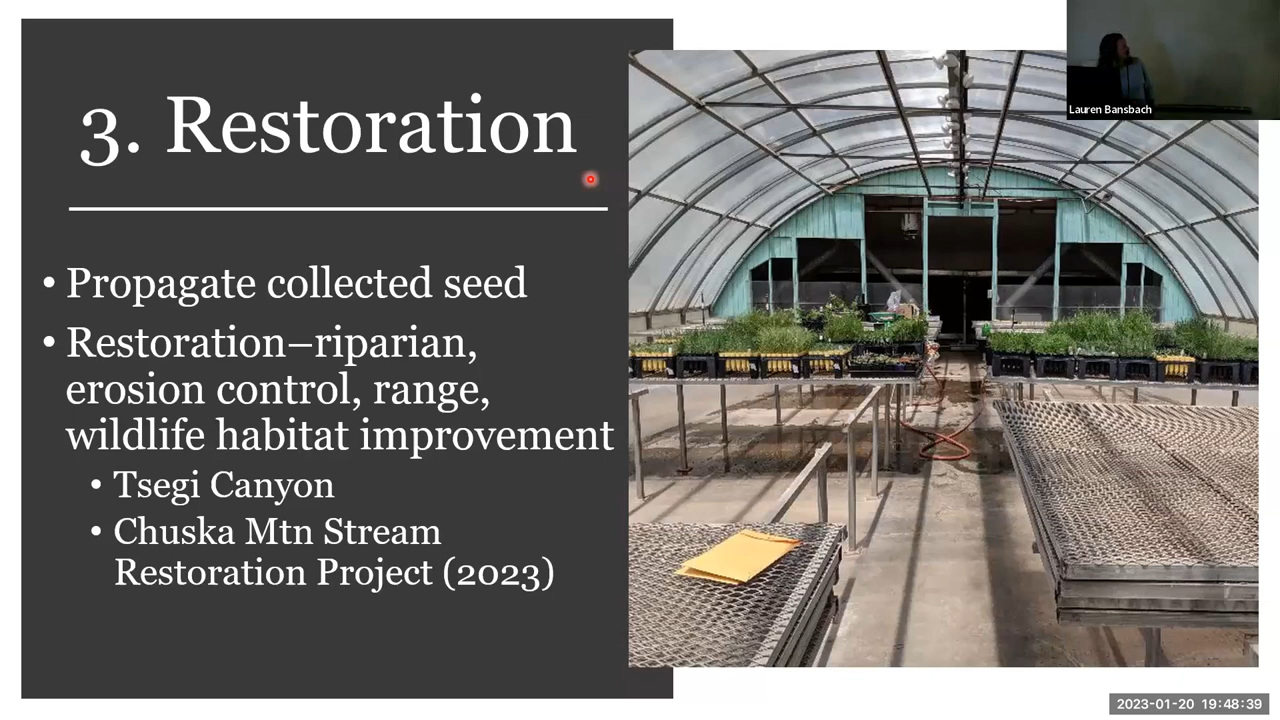 3. Restoration
• Propagate collected seed
• Restoration–riparian,
erosion control, range,
wildlife habitat improvement
• Tsegi Canyon
• Chuska Mtn Stream
Restoration Project (2023)
Lauren Bansbach
2023-01-20 19:48:39